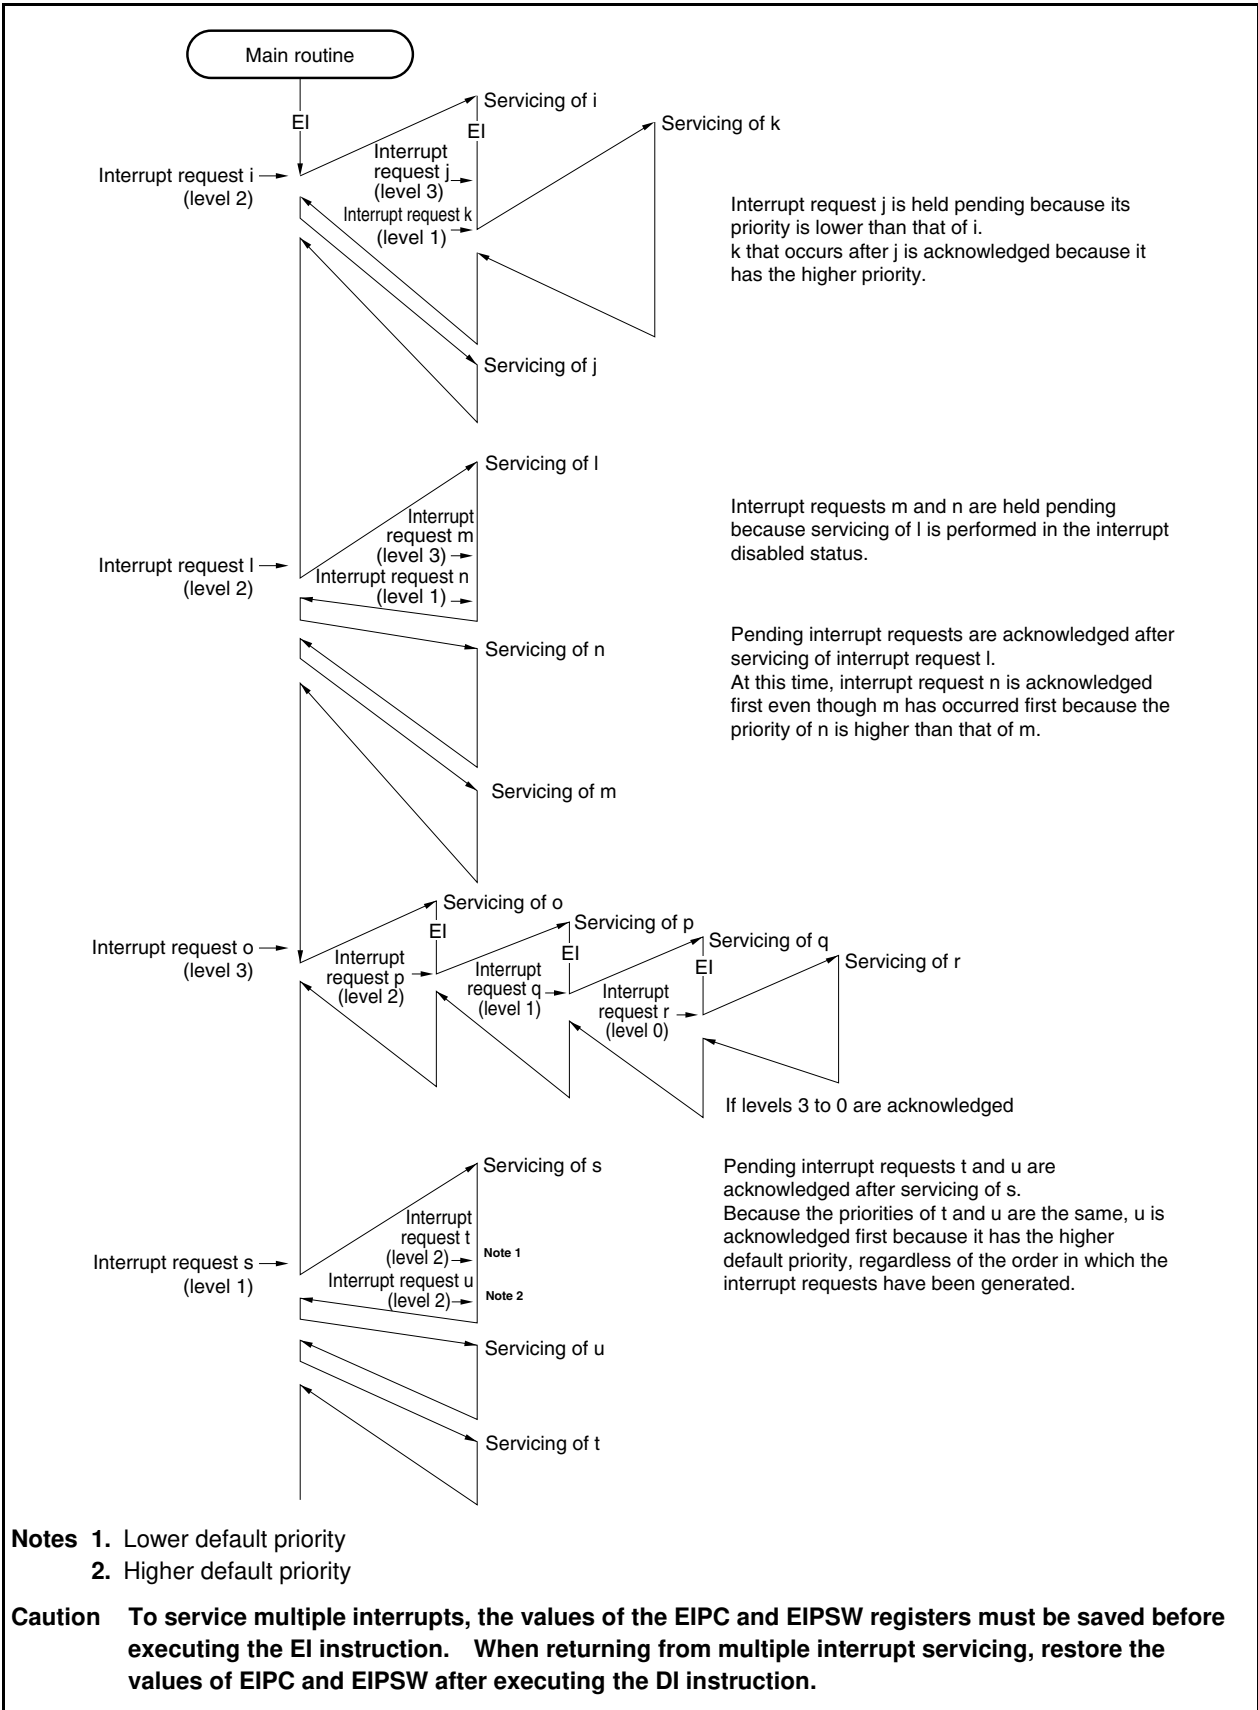 Main routine
EI
Interrupt request i
(level 2)
Servicing of i
EI
Interrupt
request j
(level 3)
Interrupt request k
(level 1)
Servicing of k
Interrupt request j is held pending because its
priority is lower than that of i.
k that occurs after j is acknowledged because it
has the higher priority.
Servicing of j
Servicing of l
Interrupt
request m
(level 3)
Interrupt request l
(level 2)
Interrupt request n
(level 1)
Interrupt requests m and n are held pending
because servicing of l is performed in the interrupt
disabled status.
Servicing of n
Pending interrupt requests are acknowledged after
servicing of interrupt request l.
At this time, interrupt request n is acknowledged
first even though m has occurred first because the
priority of n is higher than that of m.
Servicing of m
Interrupt request o
(level 3)
Servicing of o
EI
Interrupt
request p
(level 2)
Servicing of p
EI
Interrupt
request q
(level 1)
Servicing of q
EI
Interrupt
request r
(level 0)
Servicing of r
If levels 3 to 0 are acknowledged
Servicing of s
Interrupt
request t
(level 2)
Note 1
Interrupt request s
(level 1)
Interrupt request u
(level 2)
Note 2
Pending interrupt requests t and u are
acknowledged after servicing of s.
Because the priorities of t and u are the same, u is
acknowledged first because it has the higher
default priority, regardless of the order in which the
interrupt requests have been generated.
Servicing of u
Servicing of t
Notes 1. Lower default priority
2. Higher default priority
Caution To service multiple interrupts, the values of the EIPC and EIPSW registers must be saved before
executing the EI instruction. When returning from multiple interrupt servicing, restore the
values of EIPC and EIPSW after executing the DI instruction.